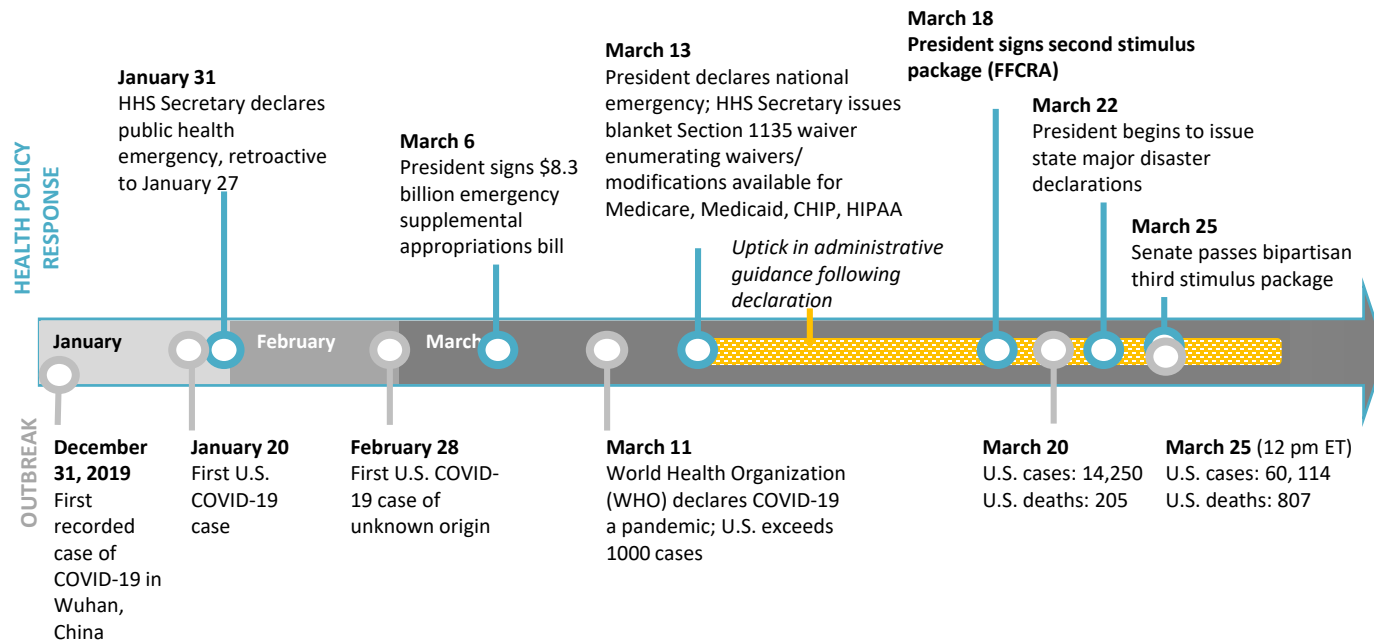 HEALTH POLICY
RESPONSE
January 31
HHS Secretary declares
public health
emergency, retroactive
to January 27
March 6
President signs $8.3
billion emergency
supplemental
appropriations bill
March 13
President declares national
emergency; HHS Secretary issues
blanket Section 1135 waiver
enumerating waivers/
modifications available for
Medicare, Medicaid, CHIP, HIPAA
Uptick in administrative
guidance following
declaration
March 18
President signs second stimulus
package (FFCRA)
March 22
President begins to issue
state major disaster
declarations
March 25
Senate passes bipartisan
third stimulus package
January
February
March
OUTBREAK
December
31, 2019
First
recorded
case of
COVID-19 in
Wuhan,
China
January 20
First U.S.
COVID-19
case
February 28
First U.S. COVID-
19 case of
unknown origin
March 11
World Health Organization
(WHO) declares COVID-19
a pandemic; U.S. exceeds
1000 cases
March 20
U.S. cases: 14,250
U.S. deaths: 205
March 25 (12 pm ET)
U.S. cases: 60, 114
U.S. deaths: 807